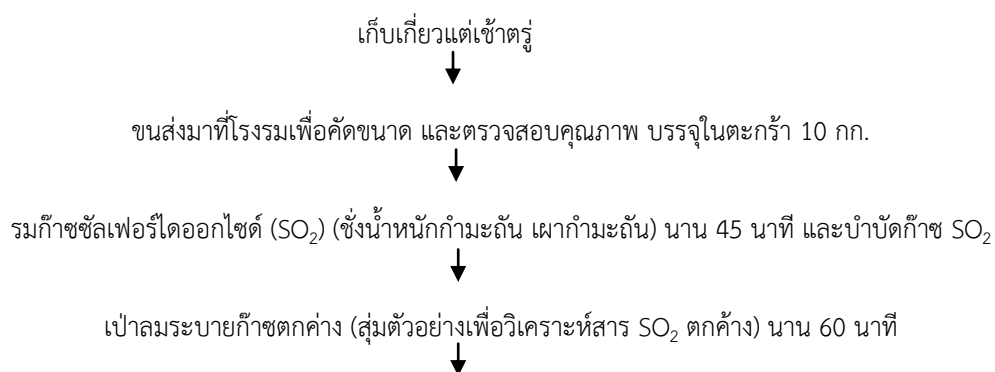 เก็บเกี่ยวแต่เช้าตรู่
ขนส่งมาที่โรงรมเพื่อคัดขนาด และตรวจสอบคุณภาพ บรรจุในตะกร้า 10 กก.
รมก๊าซซัลเฟอร์ไดออกไซด์ (SO₂) (ชั่งน้ำหนักกำมะถัน เผากำมะถัน) นาน 45 นาที และบำบัดก๊าซ SO₂
เป่าลมระบายก๊าซตกค่าง (สุ่มตัวอย่างเพื่อวิเคราะห์สาร SO₂ ตกค้าง) นาน 60 นาที